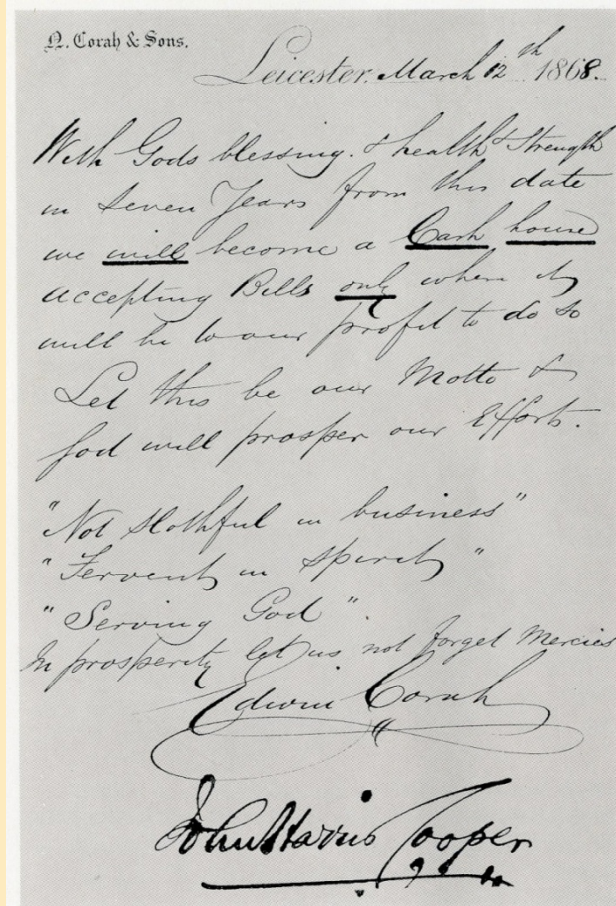 N. Corah & Sons.
Leicester. March 12th 1868.
With Gods blessing. & health & Strength
in Seven Years from this date
we will become a Cash house
accepting Bills only when it
will be to our profit to do so
Let this be our Motto &
God will prosper our Efforts.
"Not Slothful in business"
"Fervent in Spirit"
"Serving God".
In prosperity let us not forget Mercies
Edwin Corah
John Harris Cooper